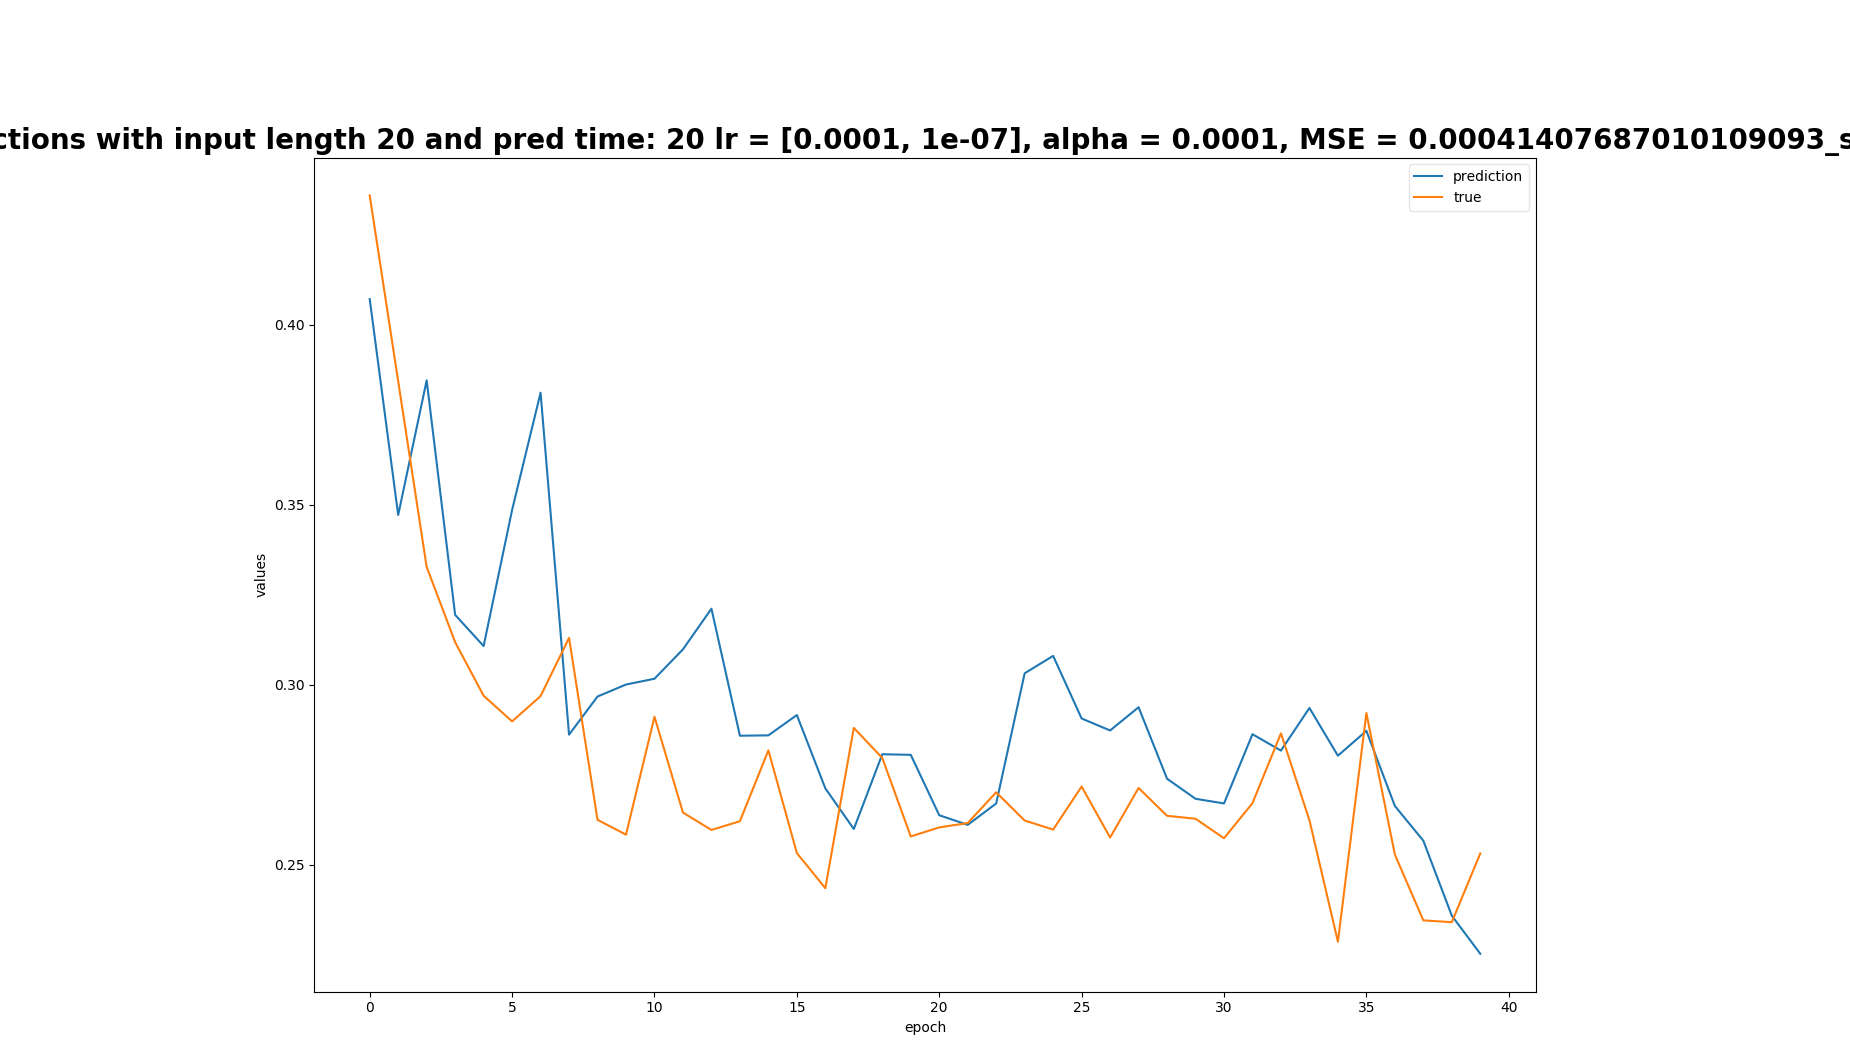 ctions with input length 20 and pred time: 20 lr = [0.0001, 1e-07], alpha = 0.0001, MSE = 0.00041407687010109093_s
prediction
true
0.40
0.35
0.30
0.25
values
0
5
10
15
20
25
30
35
40
epoch